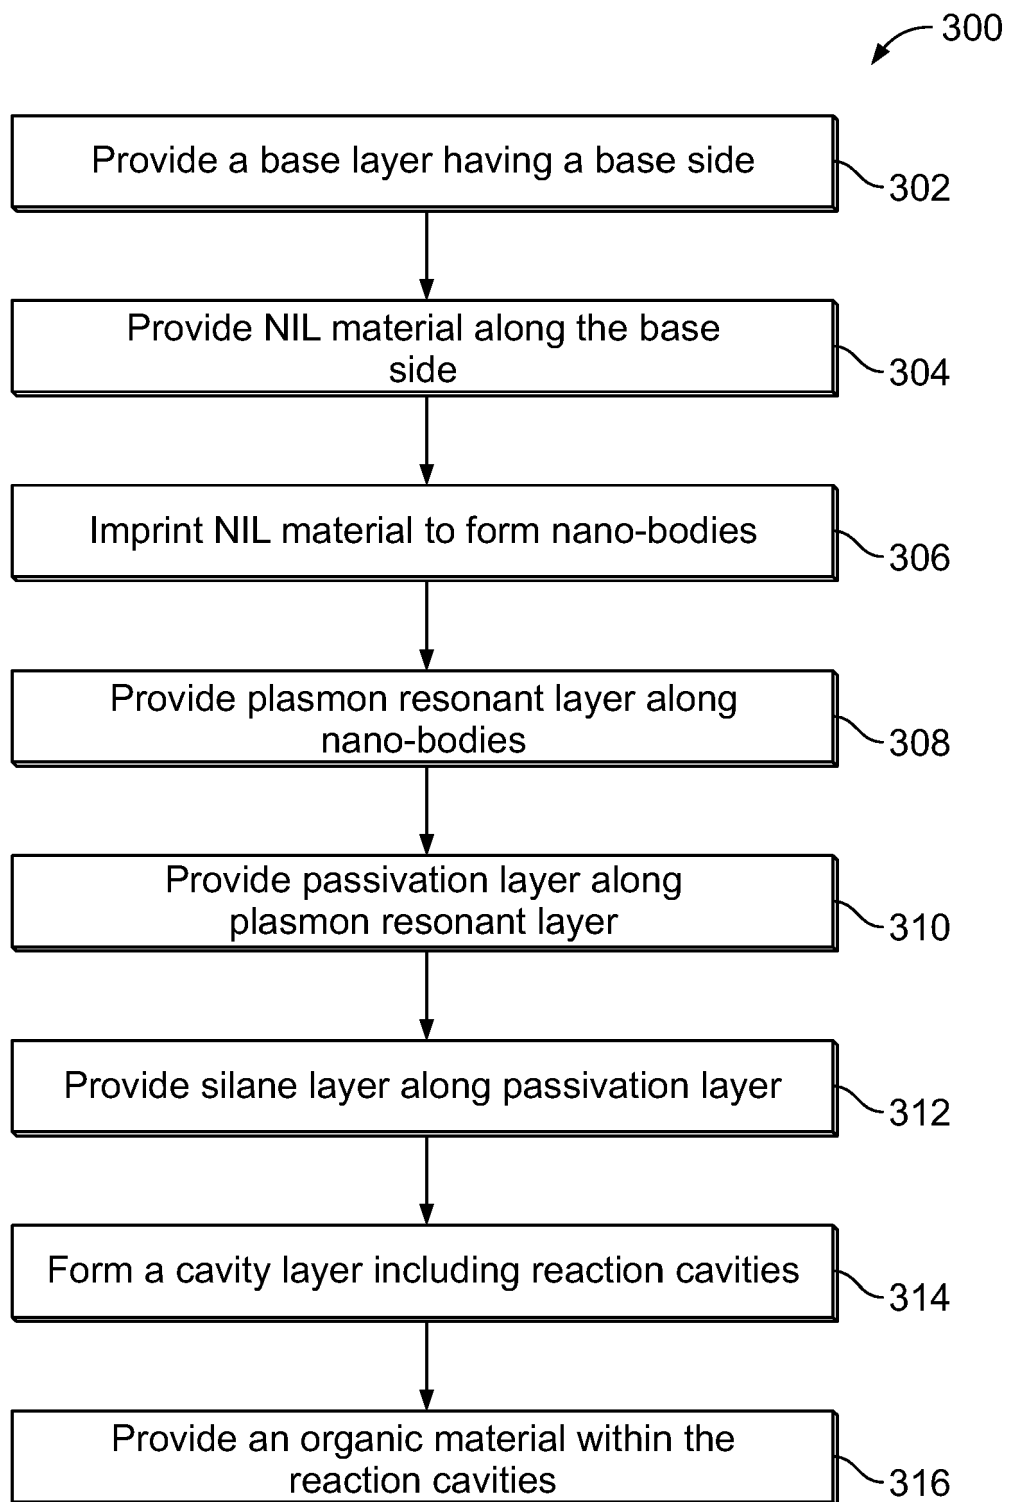 300
Provide a base layer having a base side
302
Provide NIL material along the base
side
304
Imprint NIL material to form nano-bodies
306
Provide plasmon resonant layer along
nano-bodies
308
Provide passivation layer along
plasmon resonant layer
310
Provide silane layer along passivation layer
312
Form a cavity layer including reaction cavities
314
Provide an organic material within the
reaction cavities
316